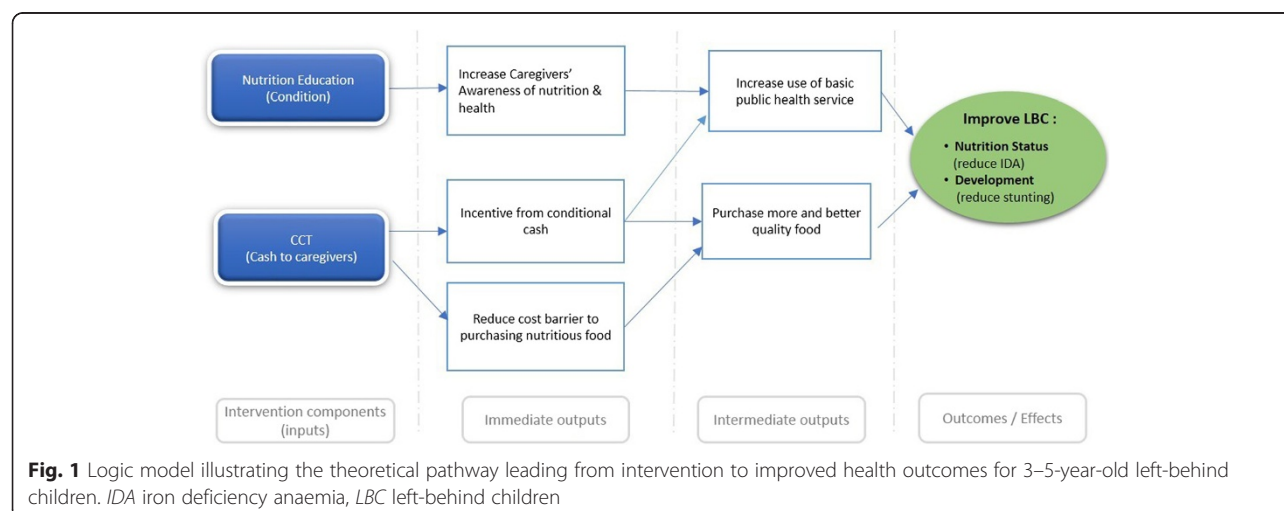 Nutrition Education
(Condition)
Increase Caregivers’
Awareness of nutrition &
health
Increase use of basic
public health service
Improve LBC :
• Nutrition Status
(reduce IDA)
• Development
(reduce stunting)
CCT
(Cash to caregivers)
Incentive from conditional
cash
Purchase more and better
quality food
Reduce cost barrier to
purchasing nutritious food
Intervention components
(inputs)
Immediate outputs
Intermediate outputs
Outcomes / Effects
Fig. 1 Logic model illustrating the theoretical pathway leading from intervention to improved health outcomes for 3–5-year-old left-behind
children. IDA iron deficiency anaemia, LBC left-behind children